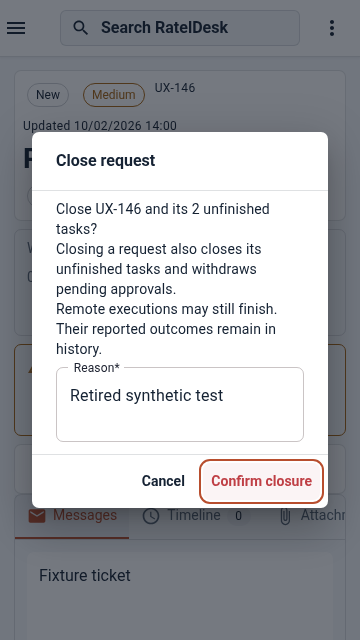 Search RatelDesk
New
Medium
UX-146
Updated 10/02/2026 14:00
Close request
Close UX-146 and its 2 unfinished
tasks?
Closing a request also closes its
unfinished tasks and withdraws
pending approvals.
Remote executions may still finish.
Their reported outcomes remain in
history.
Reason*
Retired synthetic test
Cancel
Confirm closure
Messages
Timeline
0
Fixture ticket